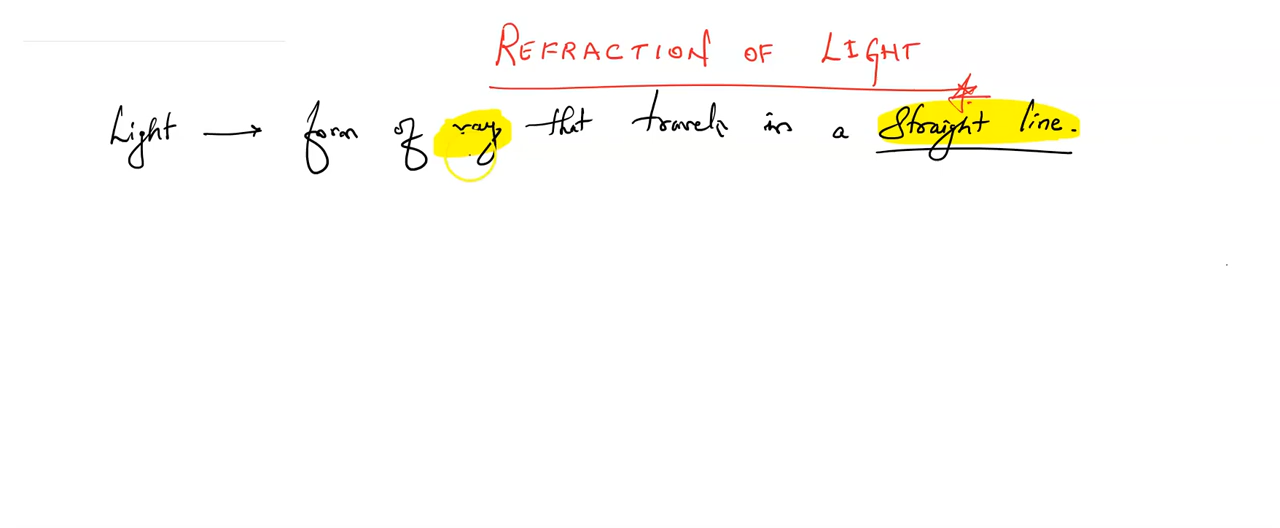 REFRACTION OF LIGHT
Light → form of ray that travels in a straight line.